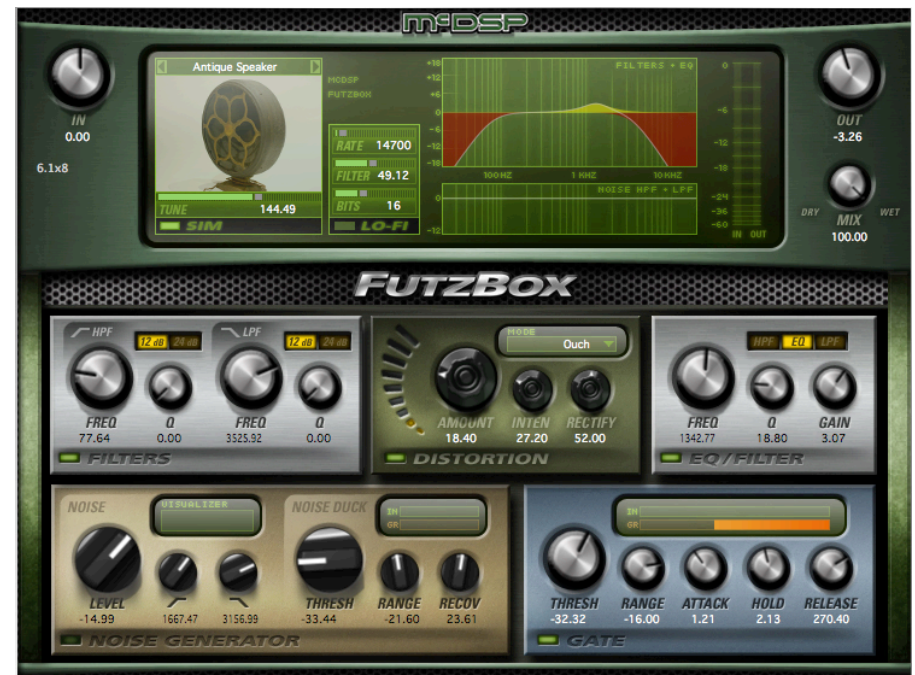 McDSP
Antique Speaker
MCDSP
FUTZBOX
IN
0.00
6.1x8
RATE 14700
FILTER 49.12
BITS 16
LO-FI
TUNE 144.49
SIM
FILTERS + EQ
+18
+12
+6
0
-6
-12
-18
100HZ 1 KHZ 10KHZ
NOISE HPF + LPF
0
-12
0
-6
-12
-18
-24
-36
-60
IN OUT
OUT
-3.26
DRY MIX WET
100.00
FUTZBOX
HPF 12 dB 24 dB LPF 12 dB 24 dB
FREQ Q FREQ Q
77.64 0.00 3525.92 0.00
FILTERS
MODE
Ouch
AMOUNT INTEN RECTIFY
18.40 27.20 52.00
DISTORTION
HPF EQ LPF
FREQ Q GAIN
1342.77 18.80 3.07
EQ/FILTER
NOISE VISUALIZER NOISE DUCK IN
GR
LEVEL THRESH RANGE RECOV
-14.99 1667.47 3156.99 -33.44 -21.60 23.61
NOISE GENERATOR
IN
GR
THRESH RANGE ATTACK HOLD RELEASE
-32.32 -16.00 1.21 2.13 270.40
GATE